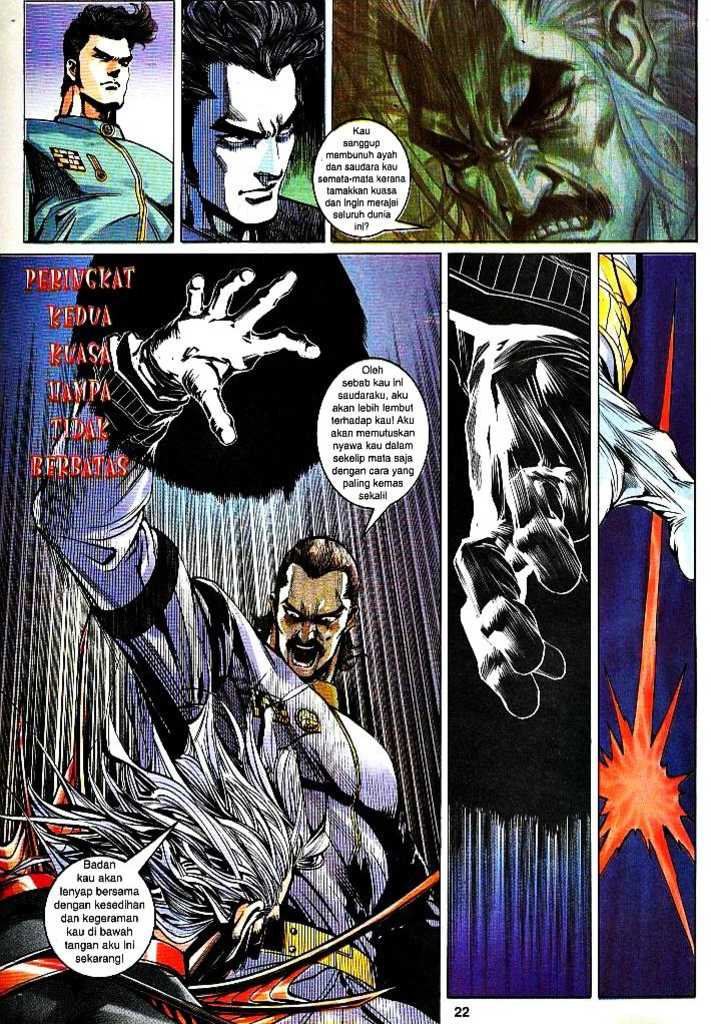 Kau
sanggup
mambunuh ayah
dan saudara kau
semata-mata kerana
tamakkan kuasa
dan ingin merajai
seluruh dunia
ini?
PERINGKAT
KEDUA
KUASA
TAMPA
TIDAK
BERBATAS
Oleh
sebab kau ini
saudaraku, aku
akan lebih lembut
terhadap kau! Aku
akan memutuskan
nyawa kau dalam
sekelip mata saja
dengan cara yang
paling kemas
sekali!
Badan
kau akan
lenyap bersama
dengan kesedihan
dan kegeraman
kau di bawah
tangan aku ini
sekarang!
22